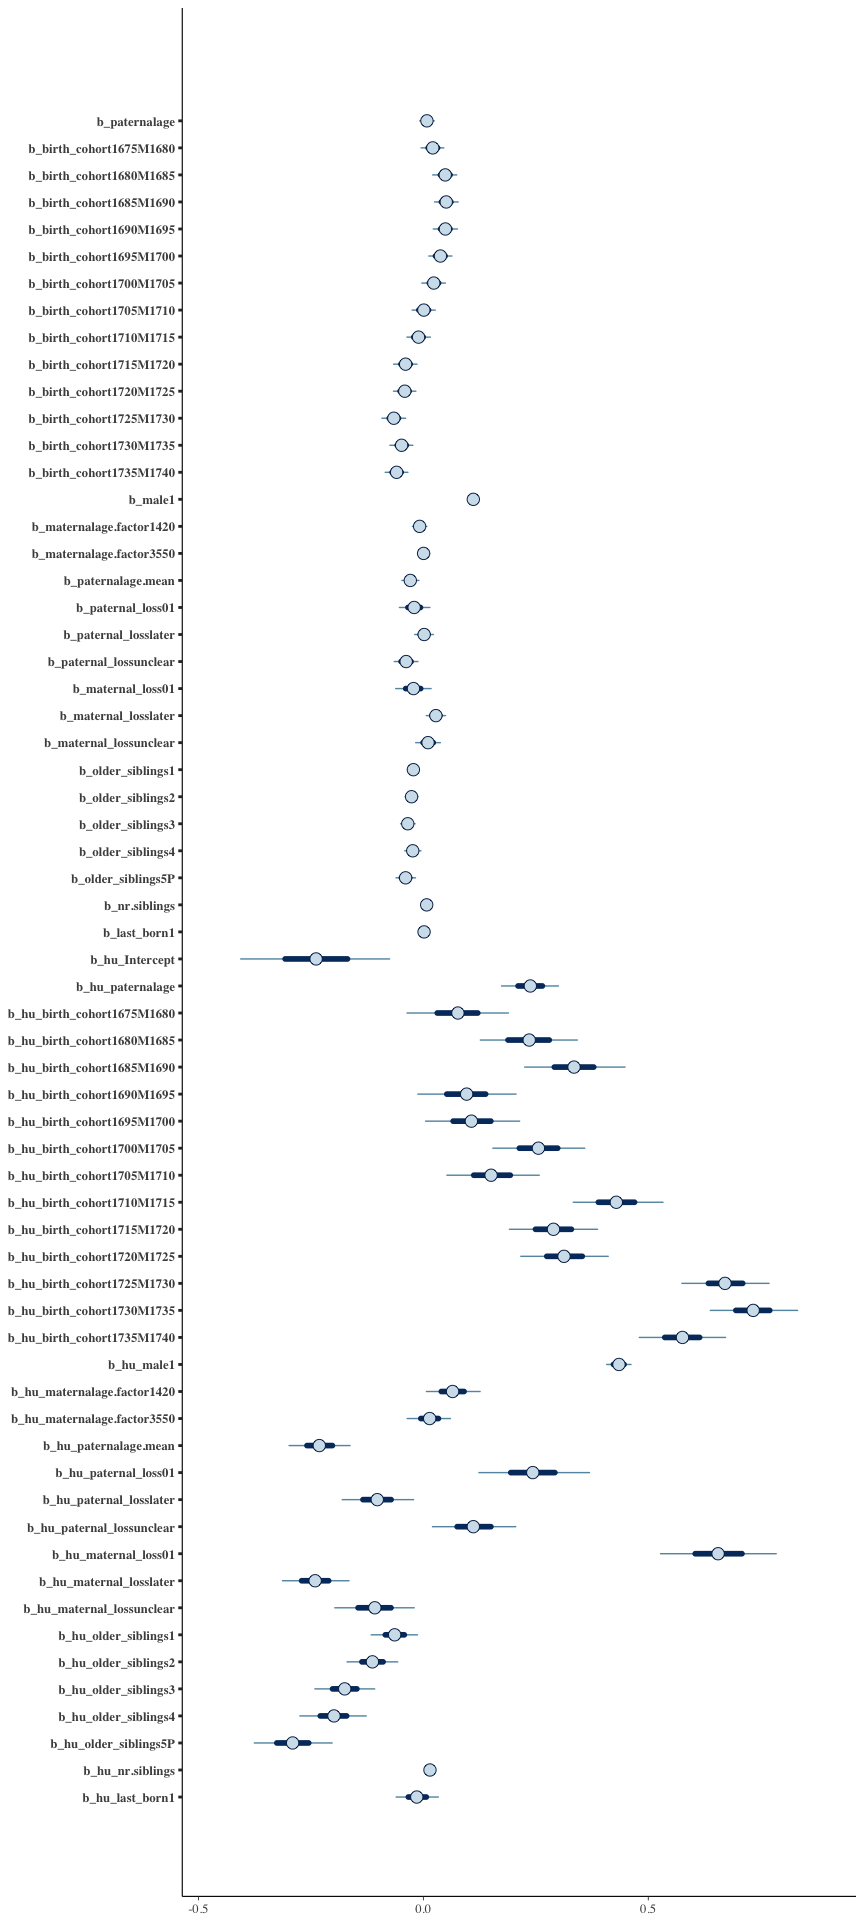 b_paternalage
b_birth_cohort1675M1680
b_birth_cohort1680M1685
b_birth_cohort1685M1690
b_birth_cohort1690M1695
b_birth_cohort1695M1700
b_birth_cohort1700M1705
b_birth_cohort1705M1710
b_birth_cohort1710M1715
b_birth_cohort1715M1720
b_birth_cohort1720M1725
b_birth_cohort1725M1730
b_birth_cohort1730M1735
b_birth_cohort1735M1740
b_male1
b_maternalage.factor1420
b_maternalage.factor3550
b_paternalage.mean
b_paternal_loss01
b_paternal_losslater
b_paternal_lossunclear
b_maternal_loss01
b_maternal_losslater
b_maternal_lossunclear
b_older_siblings1
b_older_siblings2
b_older_siblings3
b_older_siblings4
b_older_siblings5P
b_nr.siblings
b_last_born1
b_hu_Intercept
b_hu_paternalage
b_hu_birth_cohort1675M1680
b_hu_birth_cohort1680M1685
b_hu_birth_cohort1685M1690
b_hu_birth_cohort1690M1695
b_hu_birth_cohort1695M1700
b_hu_birth_cohort1700M1705
b_hu_birth_cohort1705M1710
b_hu_birth_cohort1710M1715
b_hu_birth_cohort1715M1720
b_hu_birth_cohort1720M1725
b_hu_birth_cohort1725M1730
b_hu_birth_cohort1730M1735
b_hu_birth_cohort1735M1740
b_hu_male1
b_hu_maternalage.factor1420
b_hu_maternalage.factor3550
b_hu_paternalage.mean
b_hu_paternal_loss01
b_hu_paternal_losslater
b_hu_paternal_lossunclear
b_hu_maternal_loss01
b_hu_maternal_losslater
b_hu_maternal_lossunclear
b_hu_older_siblings1
b_hu_older_siblings2
b_hu_older_siblings3
b_hu_older_siblings4
b_hu_older_siblings5P
b_hu_nr.siblings
b_hu_last_born1
-0.5 0.0 0.5